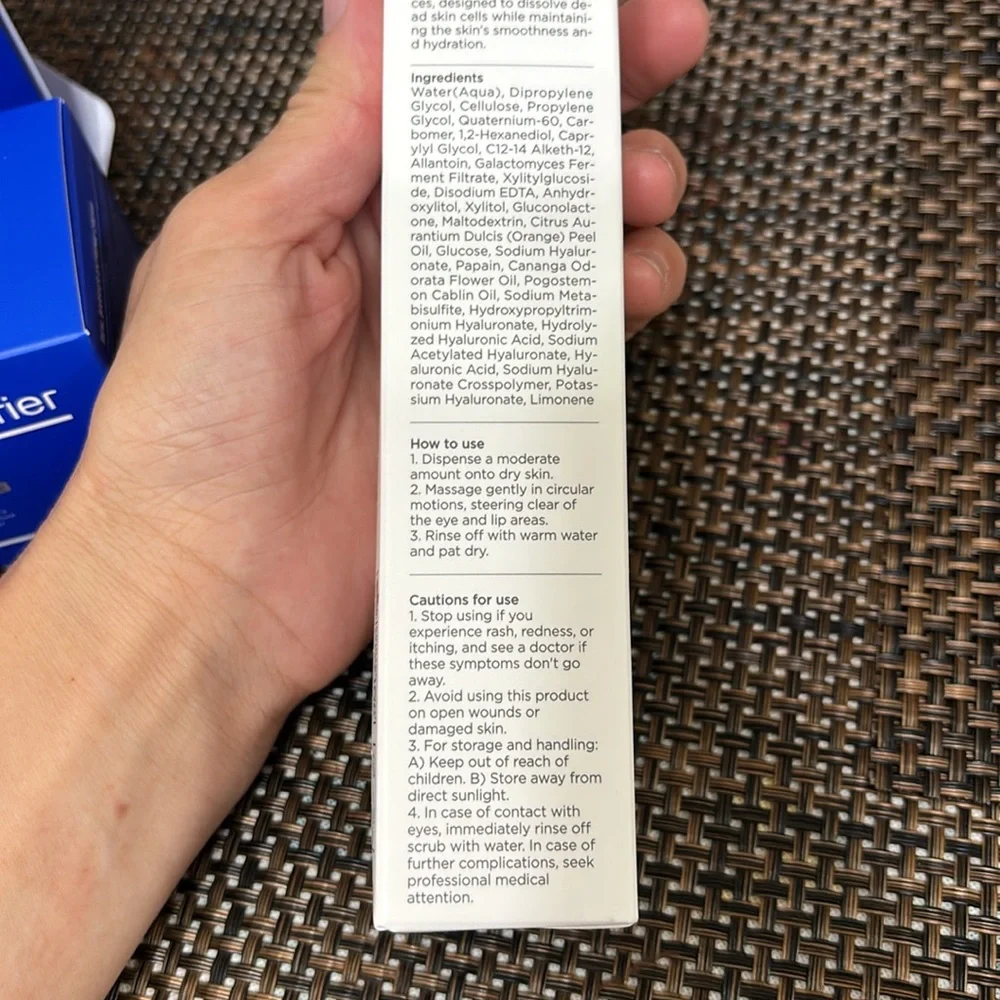 ces, designed to dissolve de-
ad skin cells while maintaini-
ng the skin's smoothness an-
d hydration.
Ingredients
Water(Aqua), Dipropylene
Glycol, Cellulose, Propylene
Glycol, Quaternium-60, Car-
bomer, 1,2-Hexanediol, Capr-
ylyl Glycol, C12-14 Alketh-12,
Allantoin, Galactomyces Fer-
ment Filtrate, Xylitylglucosi-
de, Disodium EDTA, Anhydr-
oxylitol, Xylitol, Gluconolact-
one, Maltodextrin, Citrus Au-
rantium Dulcis (Orange) Peel
Oil, Glucose, Sodium Hyalur-
onate, Papain, Cananga Od-
orata Flower Oil, Pogostem-
on Cablin Oil, Sodium Meta-
bisulfite, Hydroxypropyltrim-
onium Hyaluronate, Hydroly-
zed Hyaluronic Acid, Sodium
Acetylated Hyaluronate, Hy-
aluronic Acid, Sodium Hyalu-
ronate Crosspolymer, Potas-
sium Hyaluronate, Limonene
How to use
1. Dispense a moderate
amount onto dry skin.
2. Massage gently in circular
motions, steering clear of
the eye and lip areas.
3. Rinse off with warm water
and pat dry.
Cautions for use
1. Stop using if you
experience rash, redness, or
itching, and see a doctor if
these symptoms don't go
away.
2. Avoid using this product
on open wounds or
damaged skin.
3. For storage and handling:
A) Keep out of reach of
children. B) Store away from
direct sunlight.
4. In case of contact with
eyes, immediately rinse off
scrub with water. In case of
further complications, seek
professional medical
attention.
fier